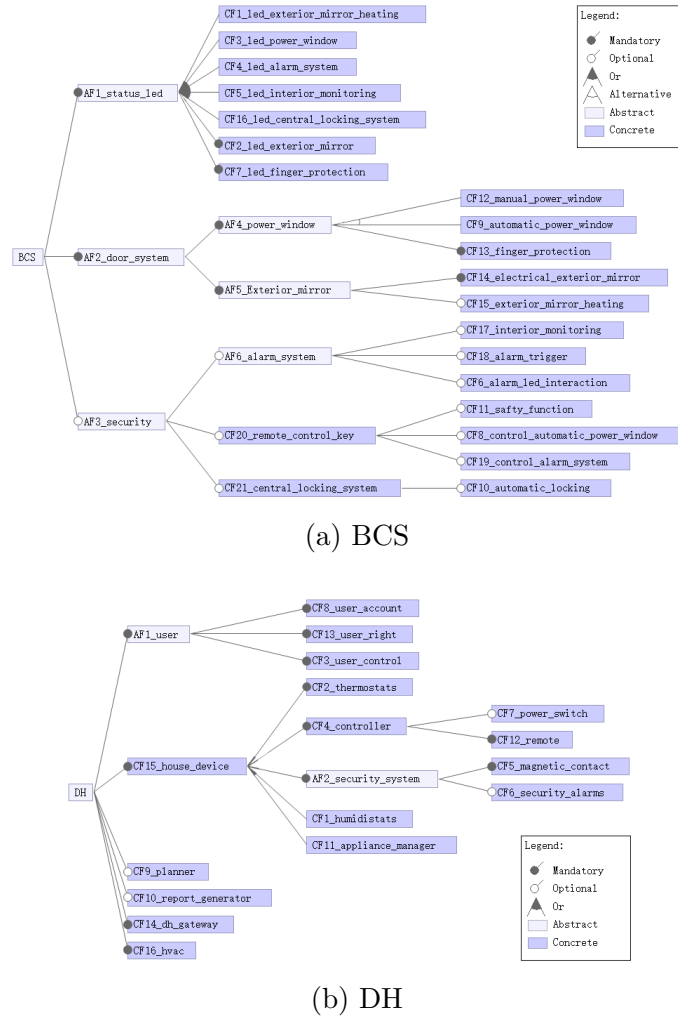 CF1_led_exterior_mirror_heating
CF3_led_power_window
CF4_led_alarm_system
AF1_status_led
CF5_led_interior_monitoring
CF16_led_central_locking_system
CF2_led_exterior_mirror
CF7_led_finger_protection
Legend:
Mandatory
Optional
Or
Alternative
Abstract
Concrete
CF12_manual_power_window
AF4_power_window
CF9_automatic_power_window
CF13_finger_protection
BCS
AF2_door_system
CF14_electrical_exterior_mirror
AF5_Exterior_mirror
CF15_exterior_mirror_heating
CF17_interior_monitoring
AF6_alarm_system
CF18_alarm_trigger
CF6_alarm_led_interaction
AF3_security
CF11_safty_function
CF20_remote_control_key
CF8_control_automatic_power_window
CF19_control_alarm_system
CF21_central_locking_system
CF10_automatic_locking
(a) BCS
CF8_user_account
AF1_user
CF13_user_right
CF3_user_control
CF2_thermostats
CF7_power_switch
CF4_controller
CF12_remote
CF15_house_device
CF5_magnetic_contact
AF2_security_system
CF6_security_alarms
DH
CF1_humidistats
CF11_appliance_manager
CF9_planner
CF10_report_generator
CF14_dh_gateway
CF16_hvac
Legend:
Mandatory
Optional
Or
Abstract
Concrete
(b) DH